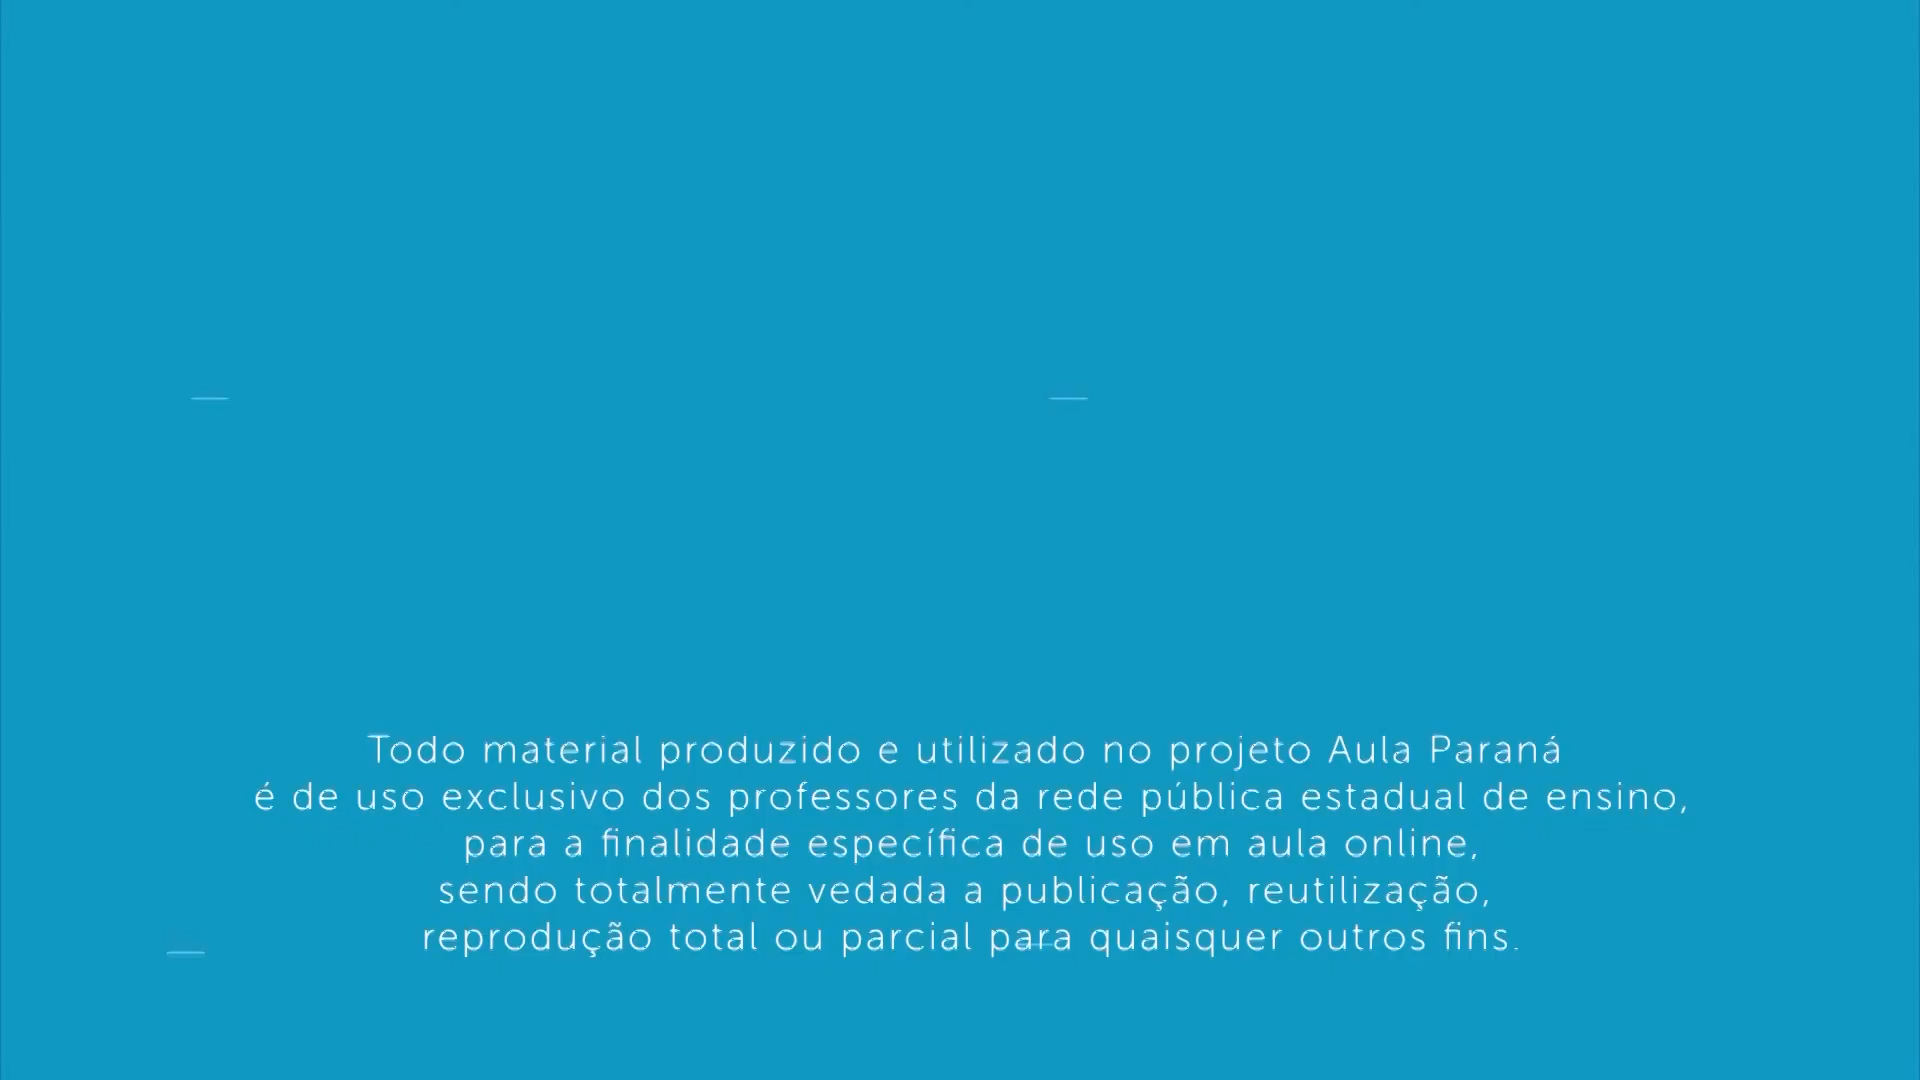 Todo material produzido e utilizado no projeto Aula Paraná
é de uso exclusivo dos professores da rede pública estadual de ensino,
para a finalidade específica de uso em aula online,
sendo totalmente vedada a publicação, reutilização,
reprodução total ou parcial para quaisquer outros fins.